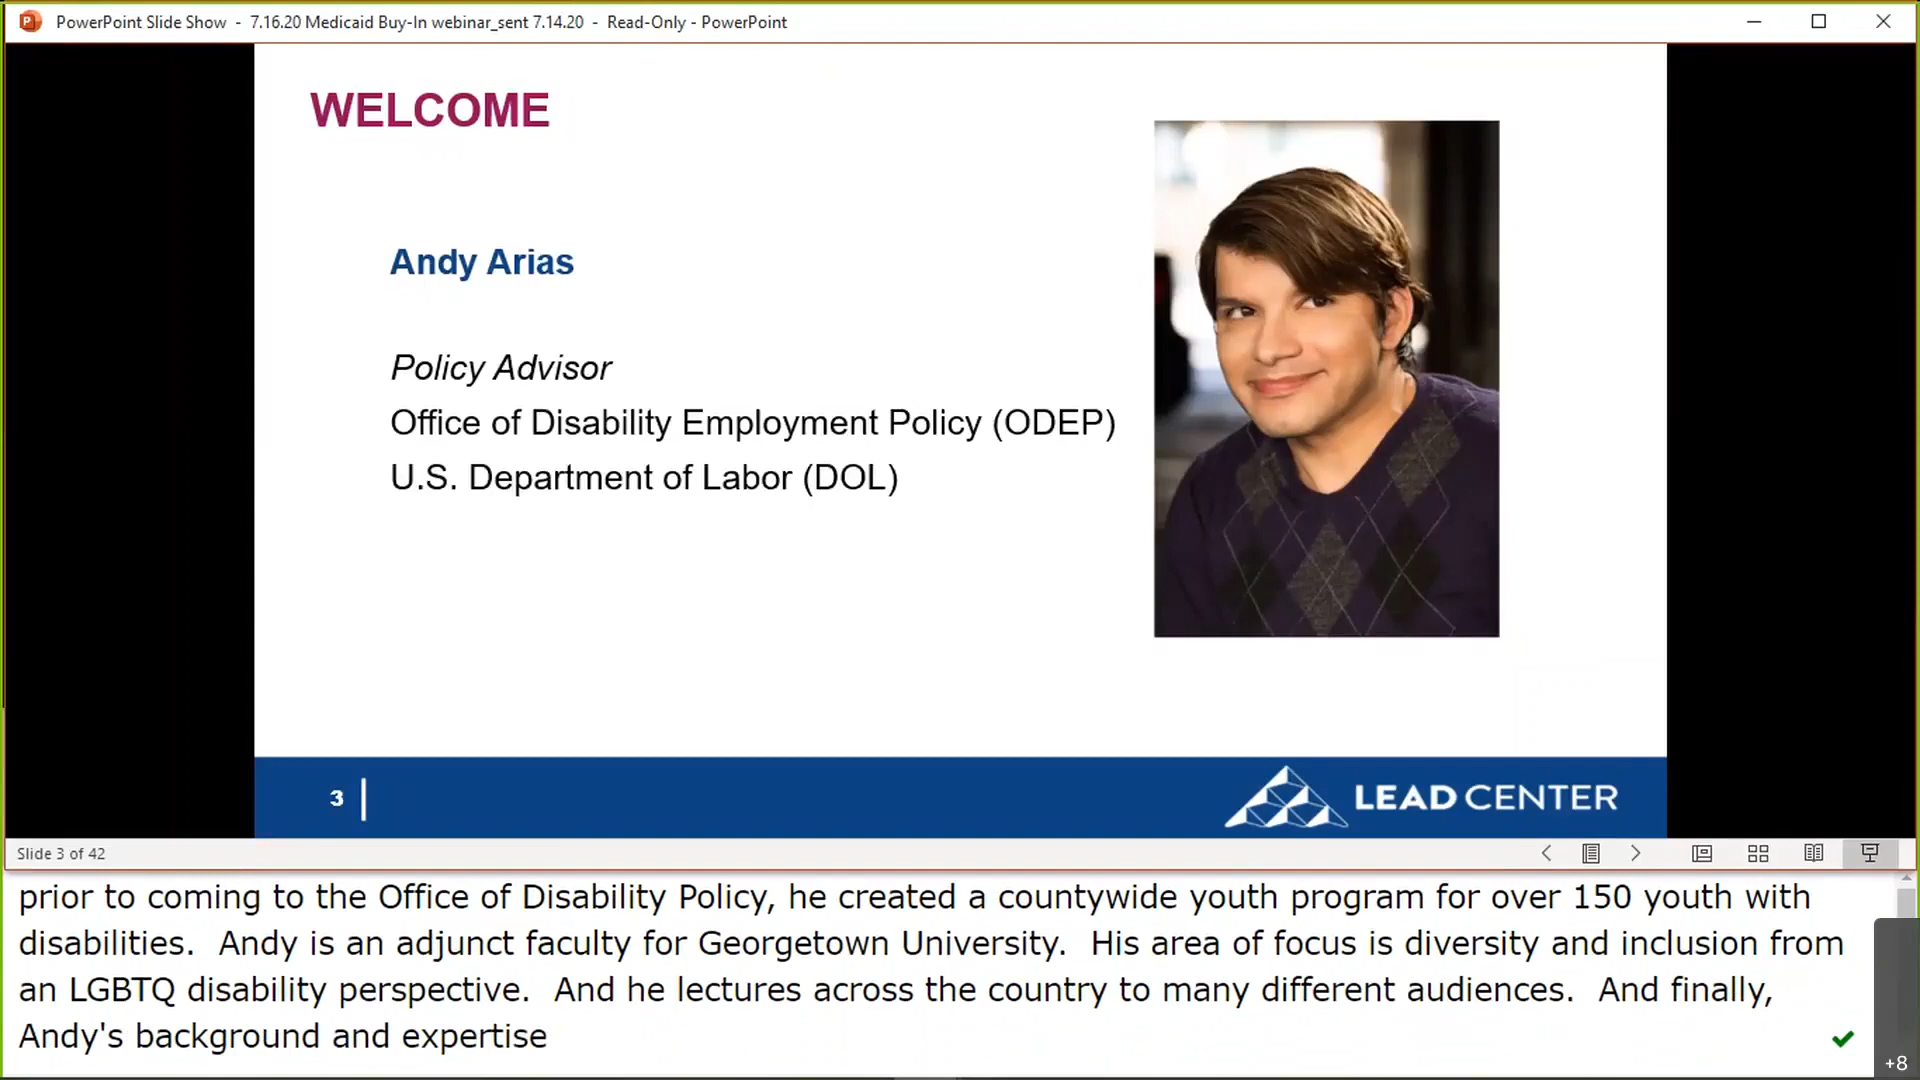 PowerPoint Slide Show - 7.16.20 Medicaid Buy-In webinar_sent 7.14.20 - Read-Only - PowerPoint
WELCOME
Andy Arias
Policy Advisor
Office of Disability Employment Policy (ODEP)
U.S. Department of Labor (DOL)
3
LEAD CENTER
Slide 3 of 42
prior to coming to the Office of Disability Policy, he created a countywide youth program for over 150 youth with
disabilities. Andy is an adjunct faculty for Georgetown University. His area of focus is diversity and inclusion from
an LGBTQ disability perspective. And he lectures across the country to many different audiences. And finally,
Andy's background and expertise
+8